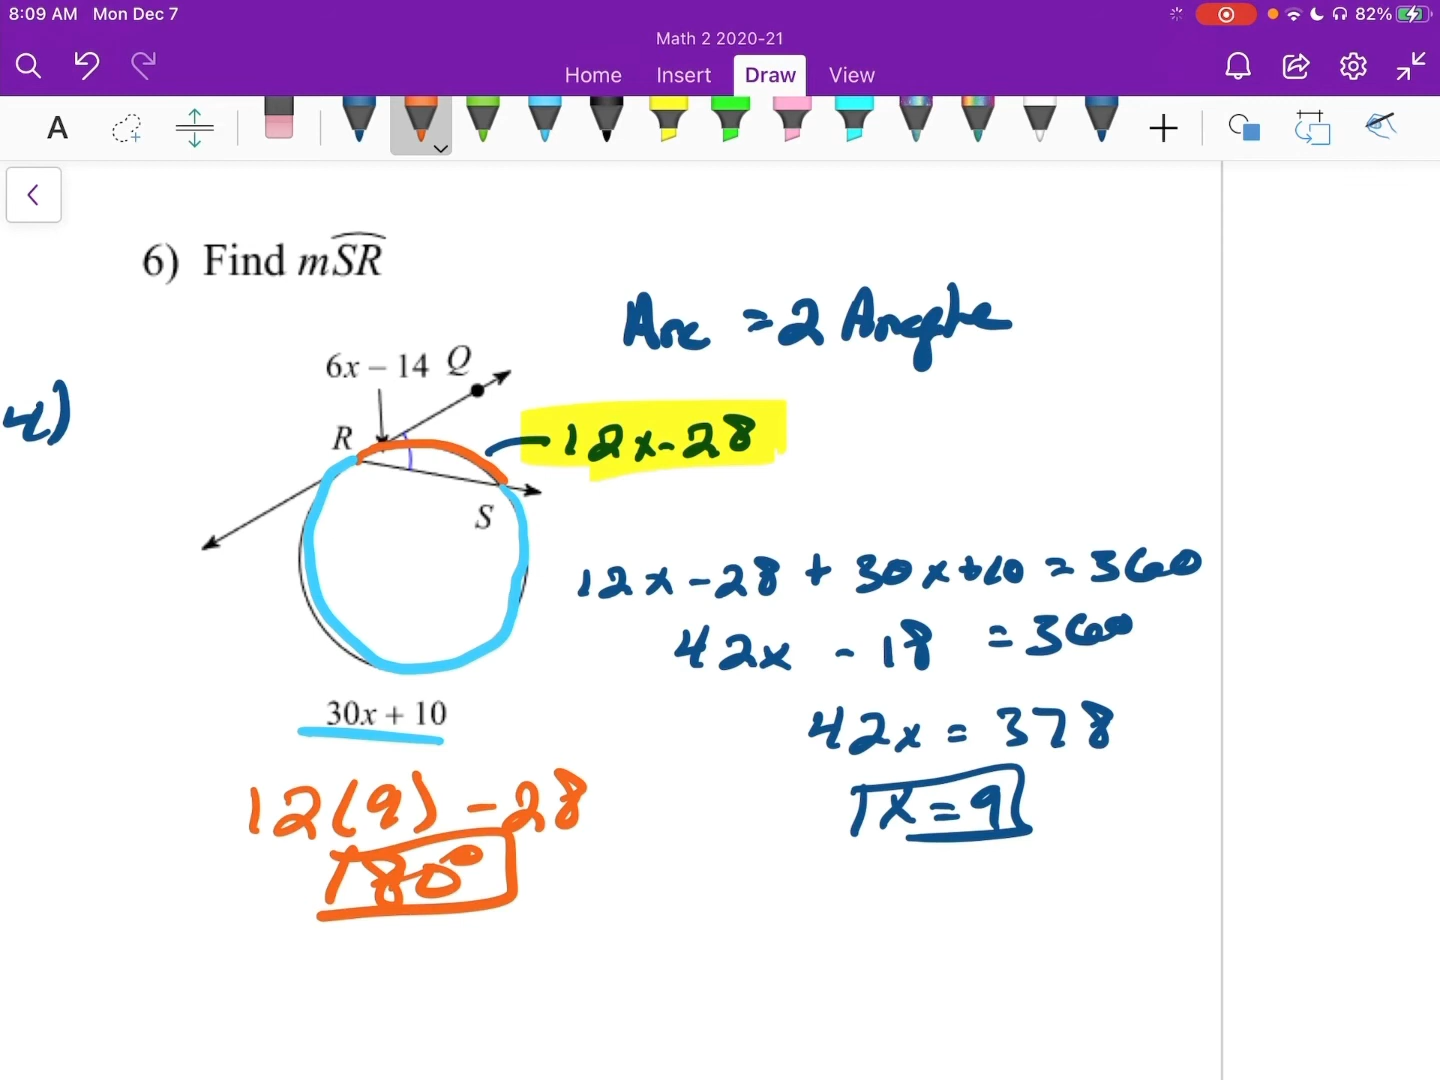 8:09 AM Mon Dec 7
82%
Math 2 2020-21
Home Insert Draw View
A
6) Find mSR
Arc = 2 Angle
6x – 14 Q
4)
R
12x-28
S
12x-28 + 30x+10 = 360
42x - 18 = 360
30x + 10
42x = 378
12(9) -28
x = 9
80°